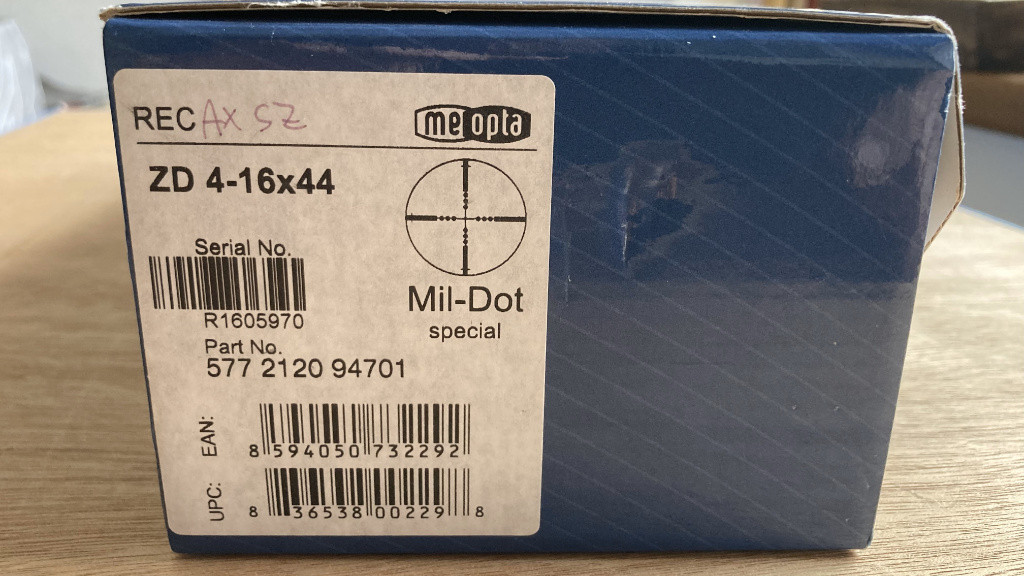 REC AX SZ
meopta
ZD 4-16x44
Mil-Dot
special
Serial No.
R1605970
Part No.
577 2120 94701
EAN:
8 594050 732292
UPC:
8 36538 00229 8